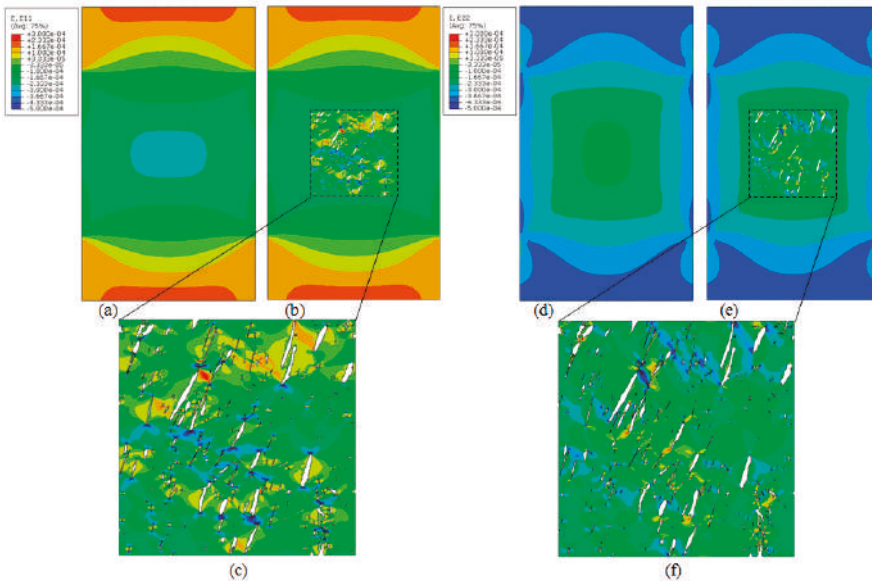 E, E11
(Avg: 75%)
+3.000e-04
+2.333e-04
+1.667e-04
+1.000e-04
+3.333e-05
-3.333e-05
-1.000e-04
-1.667e-04
-2.333e-04
-3.000e-04
-3.667e-04
-4.333e-04
-5.000e-04
E, E22
(Avg: 75%)
+3.000e-04
+2.333e-04
+1.667e-04
+1.000e-04
+3.333e-05
-3.333e-05
-1.000e-04
-1.667e-04
-2.333e-04
-3.000e-04
-3.667e-04
-4.333e-04
-5.000e-04
(a)
(b)
(d)
(e)
(c)
(f)